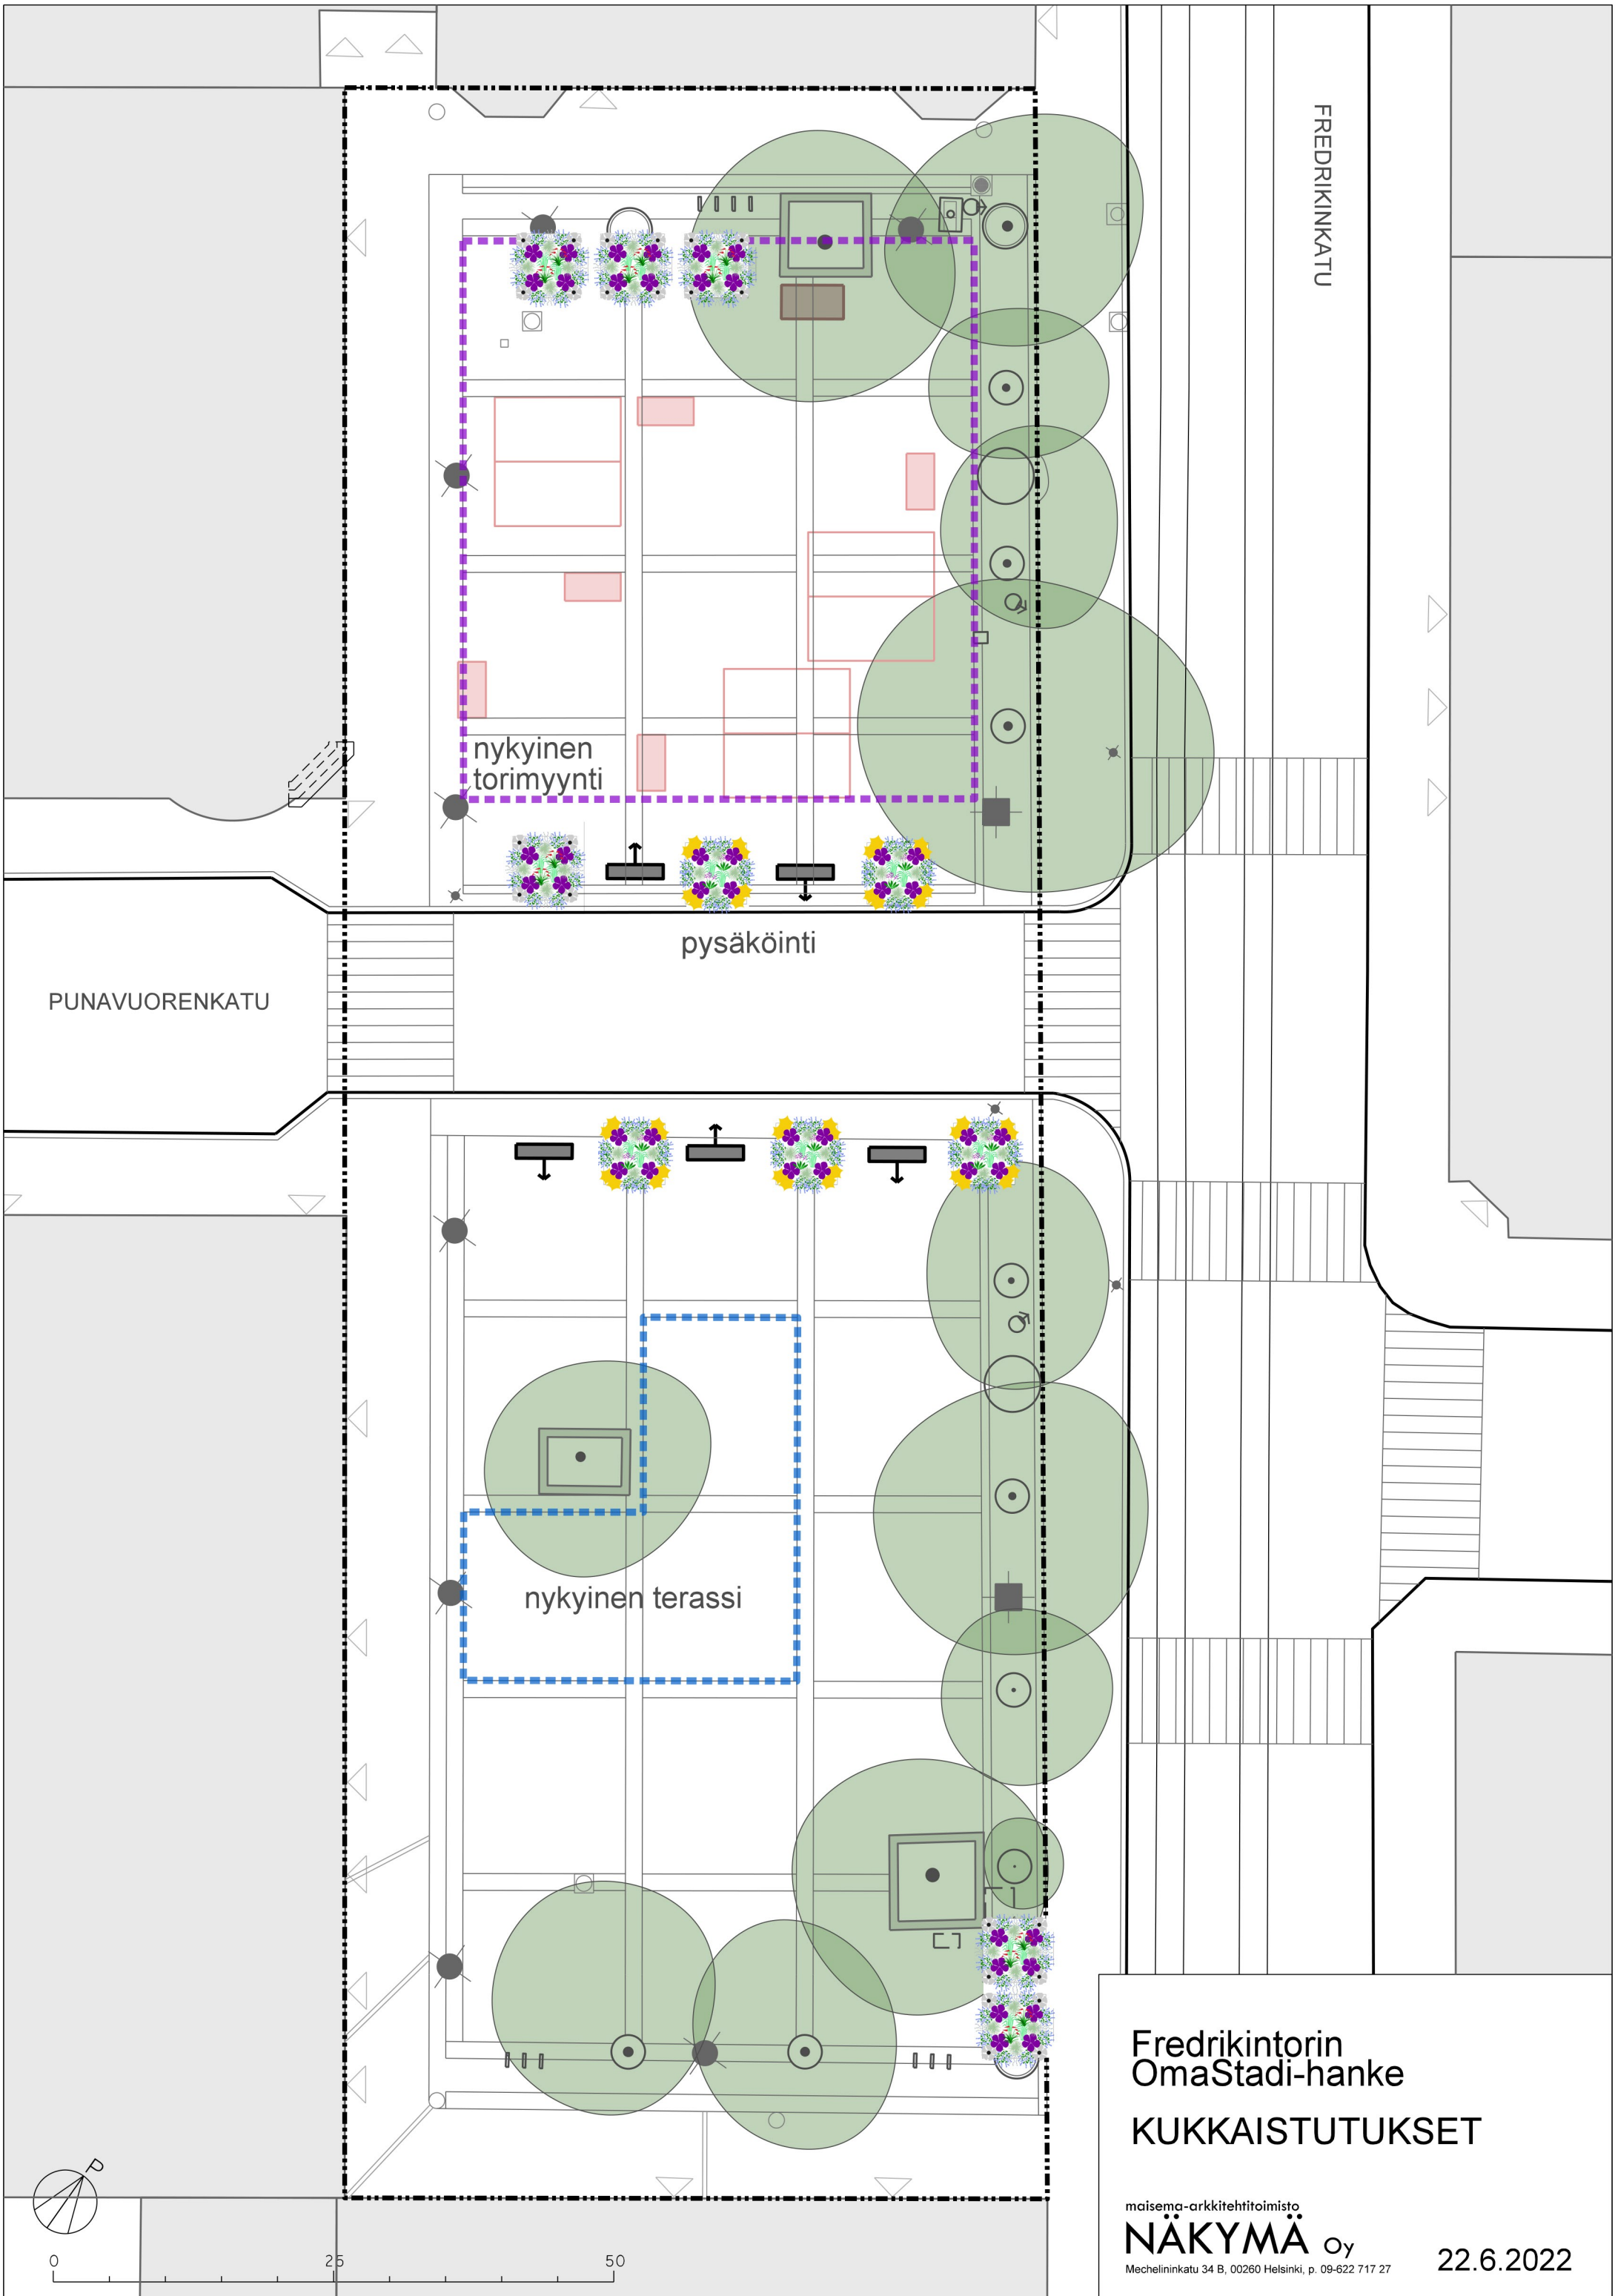 FREDRIKINKATU
nykyinen
torimyynti
pysäköinti
PUNAVUORENKATU
nykyinen terassi
P
0
25
50
Fredrikintorin
OmaStadi-hanke
KUKKAISTUTUKSET
maisema-arkkitehtitoimisto
NÄKYMÄ Oy
Mechelininkatu 34 B, 00260 Helsinki, p. 09-622 717 27
22.6.2022